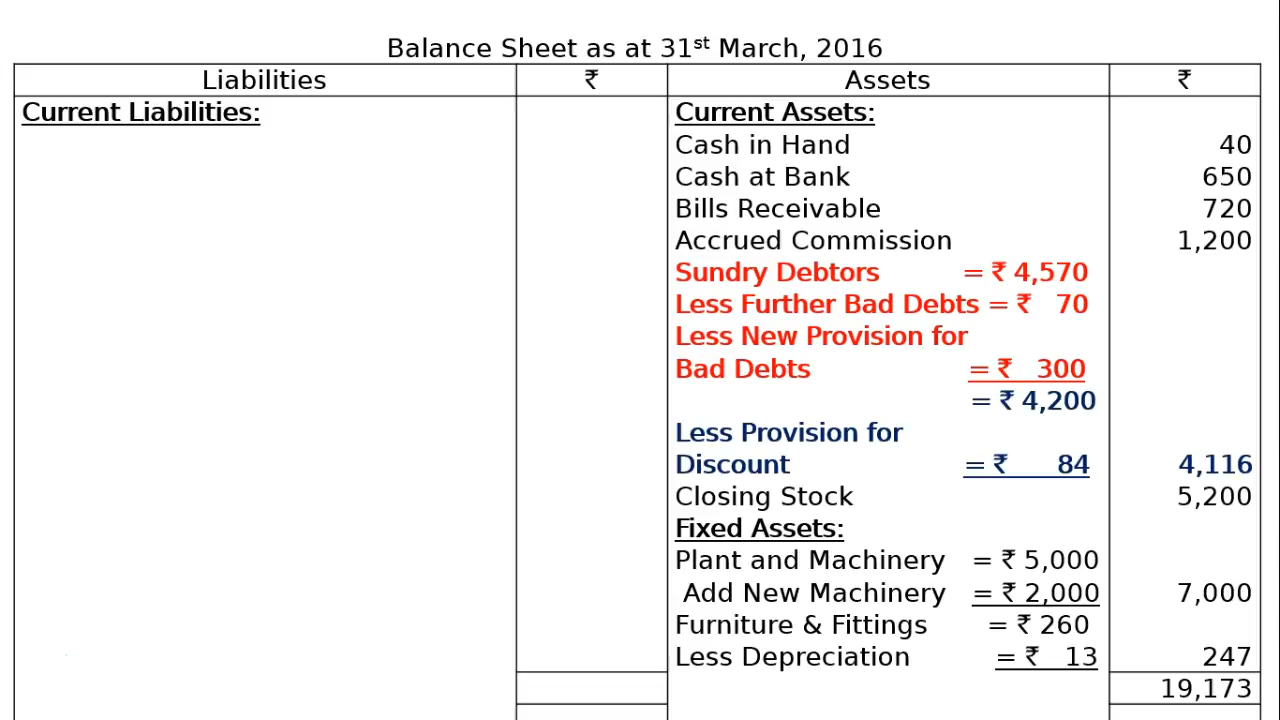 Balance Sheet as at 31st March, 2016
Liabilities ₹ Assets ₹
Current Liabilities: Current Assets:
Cash in Hand 40
Cash at Bank 650
Bills Receivable 720
Accrued Commission 1,200
Sundry Debtors = ₹ 4,570
Less Further Bad Debts = ₹ 70
Less New Provision for
Bad Debts = ₹ 300
= ₹ 4,200
Less Provision for
Discount = ₹ 84 4,116
Closing Stock 5,200
Fixed Assets:
Plant and Machinery = ₹ 5,000
Add New Machinery = ₹ 2,000 7,000
Furniture & Fittings = ₹ 260
Less Depreciation = ₹ 13 247
19,173